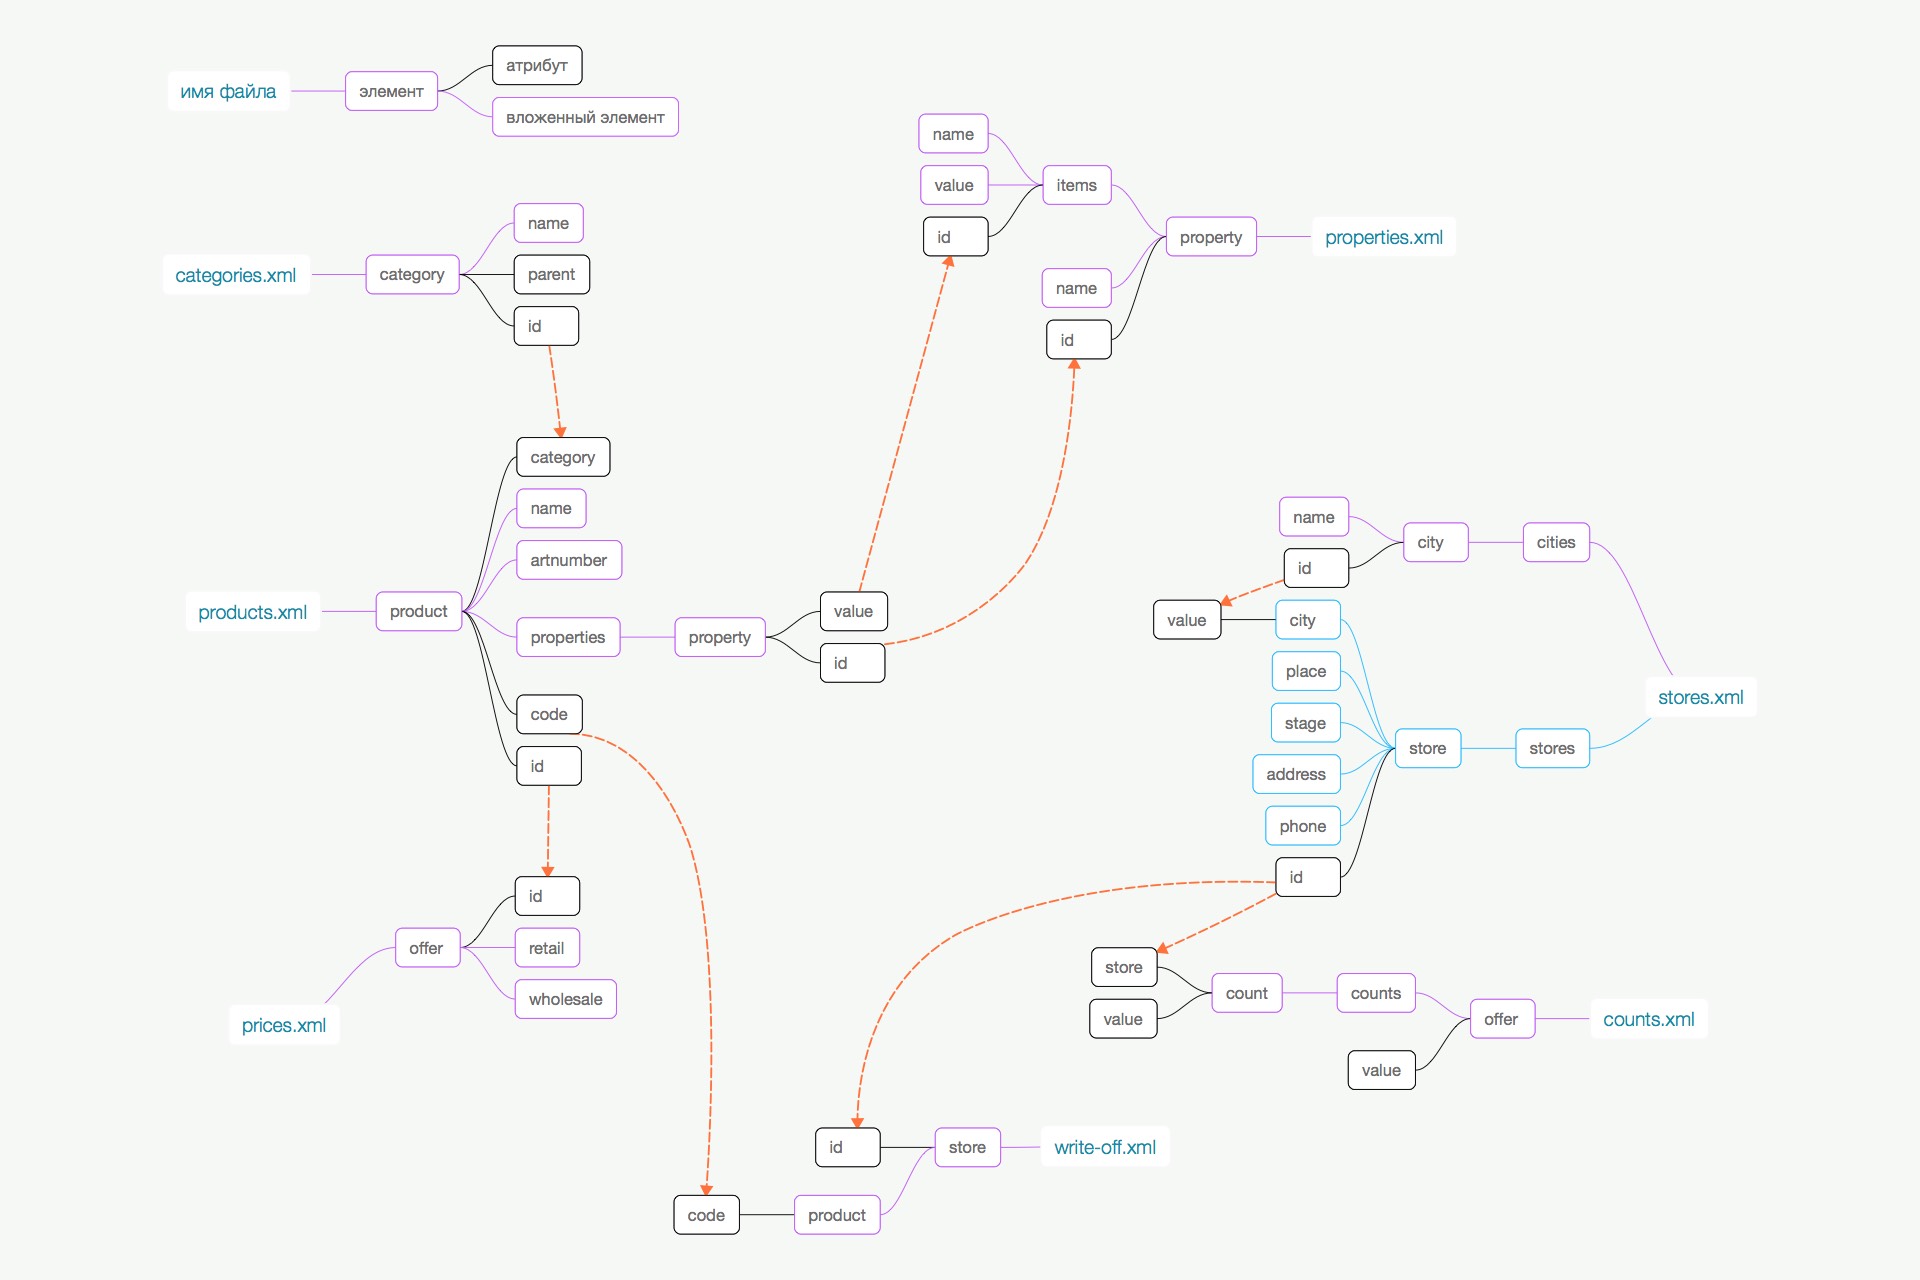 имя файла
элемент
атрибут
вложенный элемент
categories.xml
category
name
parent
id
products.xml
product
category
name
artnumber
properties
property
value
id
code
id
prices.xml
offer
id
retail
wholesale
name
value
id
items
name
id
property
properties.xml
name
id
city
cities
value
city
place
stage
address
phone
id
store
stores
stores.xml
store
value
count
counts
value
offer
counts.xml
id
store
write-off.xml
code
product